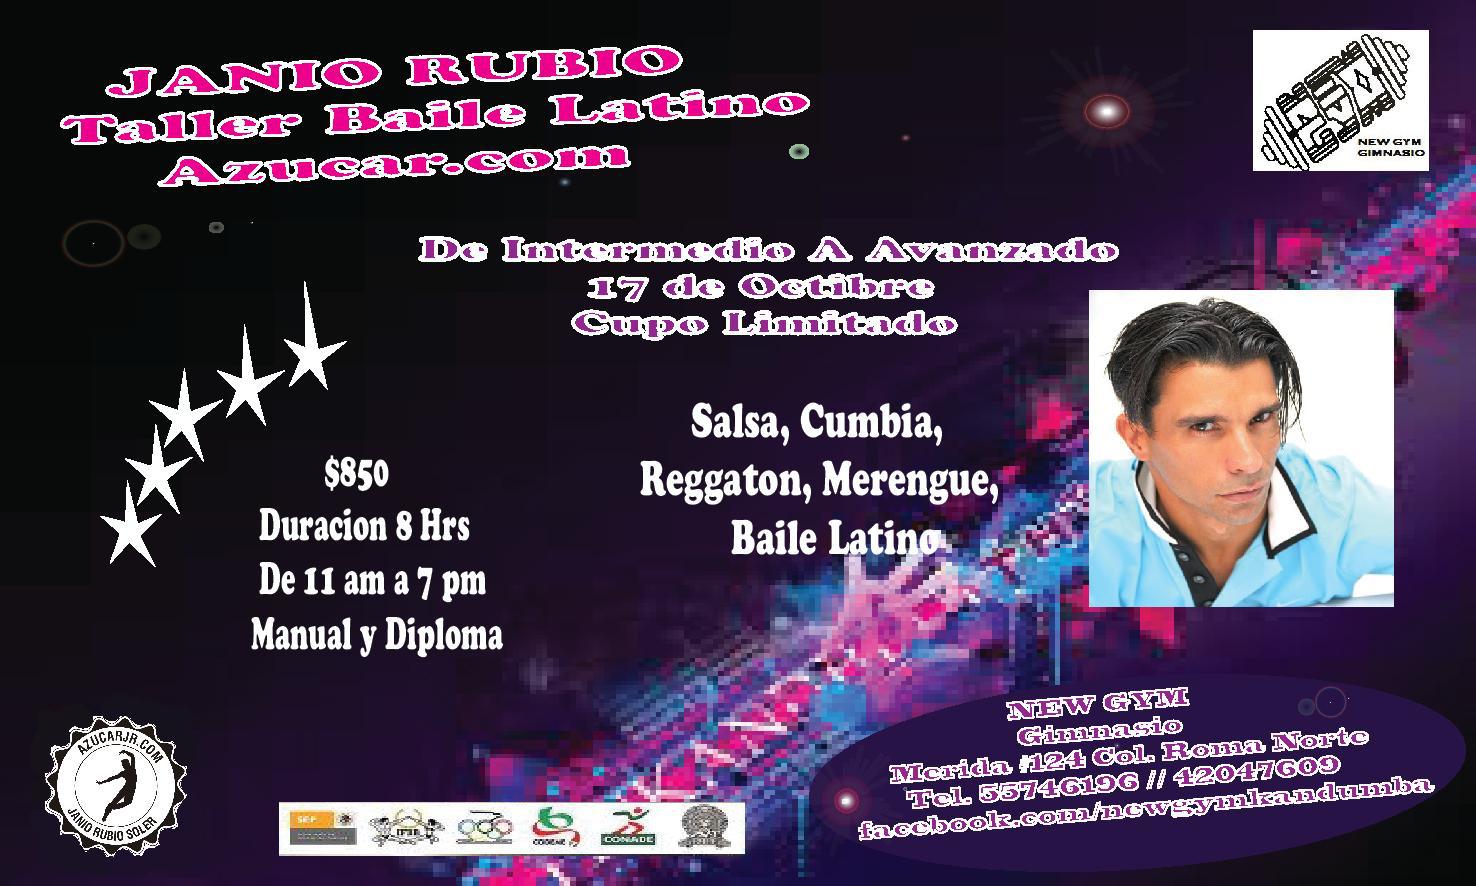 JANIO RUBIO
Taller Baile Latino
Azucar.com
NEW GYM
GIMNASIO
De Intermedio A Avanzado
17 de Octibre
Cupo Limitado
Salsa, Cumbia,
Reggaton, Merengue,
Baile Latino
$850
Duracion 8 Hrs
De 11 am a 7 pm
Manual y Diploma
NEW GYM
Gimnasio
Merida #124 Col. Roma Norte
Tel. 55746196 // 42047609
facebook.com/newgymkandumba
AZUCARJR.COM
JANIO RUBIO SOLER
SEP
CODEME
CONADE